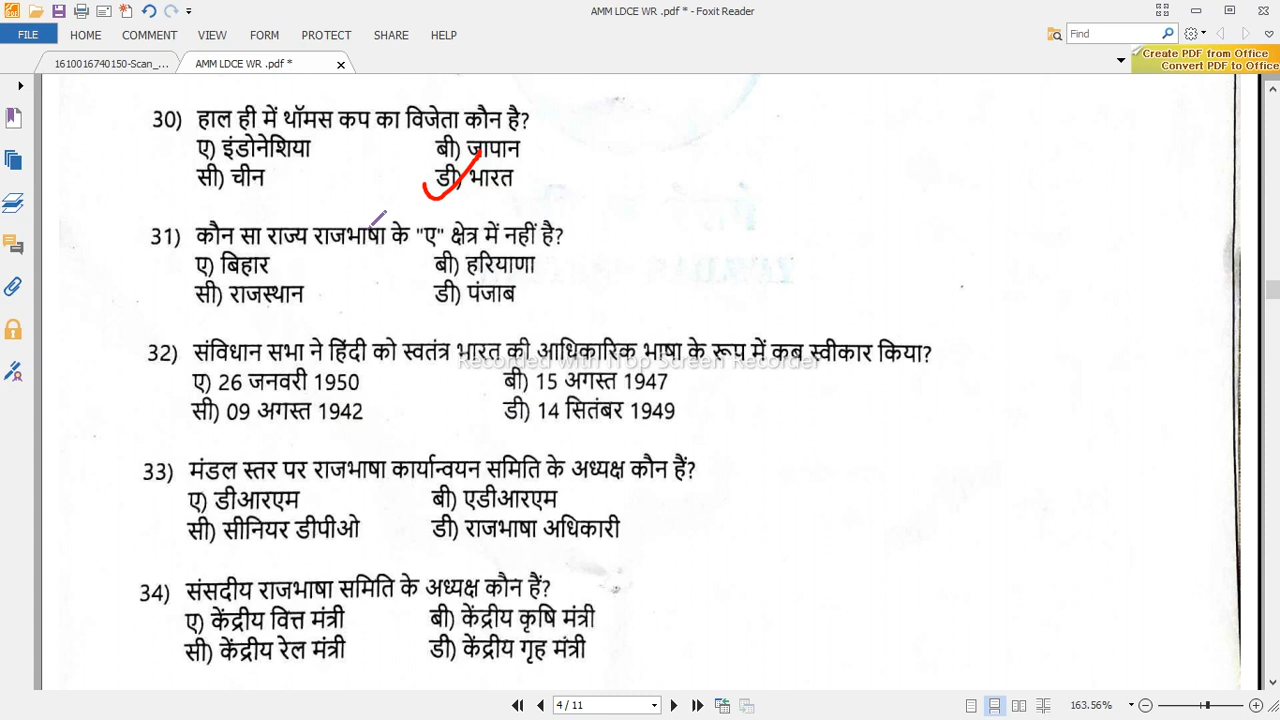 AMM LDCE WR .pdf * - Foxit Reader
FILE HOME COMMENT VIEW FORM PROTECT SHARE HELP
Find
1610016740150-Scan_... AMM LDCE WR .pdf *
Create PDF from Office
Convert PDF to Office
30) हाल ही में थॉमस कप का विजेता कौन है?
ए) इंडोनेशिया बी) जापान
सी) चीन डी) भारत
31) कौन सा राज्य राजभाषा के "ए" क्षेत्र में नहीं है?
ए) बिहार बी) हरियाणा
सी) राजस्थान डी) पंजाब
32) संविधान सभा ने हिंदी को स्वतंत्र भारत की आधिकारिक भाषा के रूप में कब स्वीकार किया?
Recorded with iTop Screen Recorder
ए) 26 जनवरी 1950 बी) 15 अगस्त 1947
सी) 09 अगस्त 1942 डी) 14 सितंबर 1949
33) मंडल स्तर पर राजभाषा कार्यान्वयन समिति के अध्यक्ष कौन हैं?
ए) डीआरएम बी) एडीआरएम
सी) सीनियर डीपीओ डी) राजभाषा अधिकारी
34) संसदीय राजभाषा समिति के अध्यक्ष कौन हैं?
ए) केंद्रीय वित्त मंत्री बी) केंद्रीय कृषि मंत्री
सी) केंद्रीय रेल मंत्री डी) केंद्रीय गृह मंत्री
4 / 11
163.56%